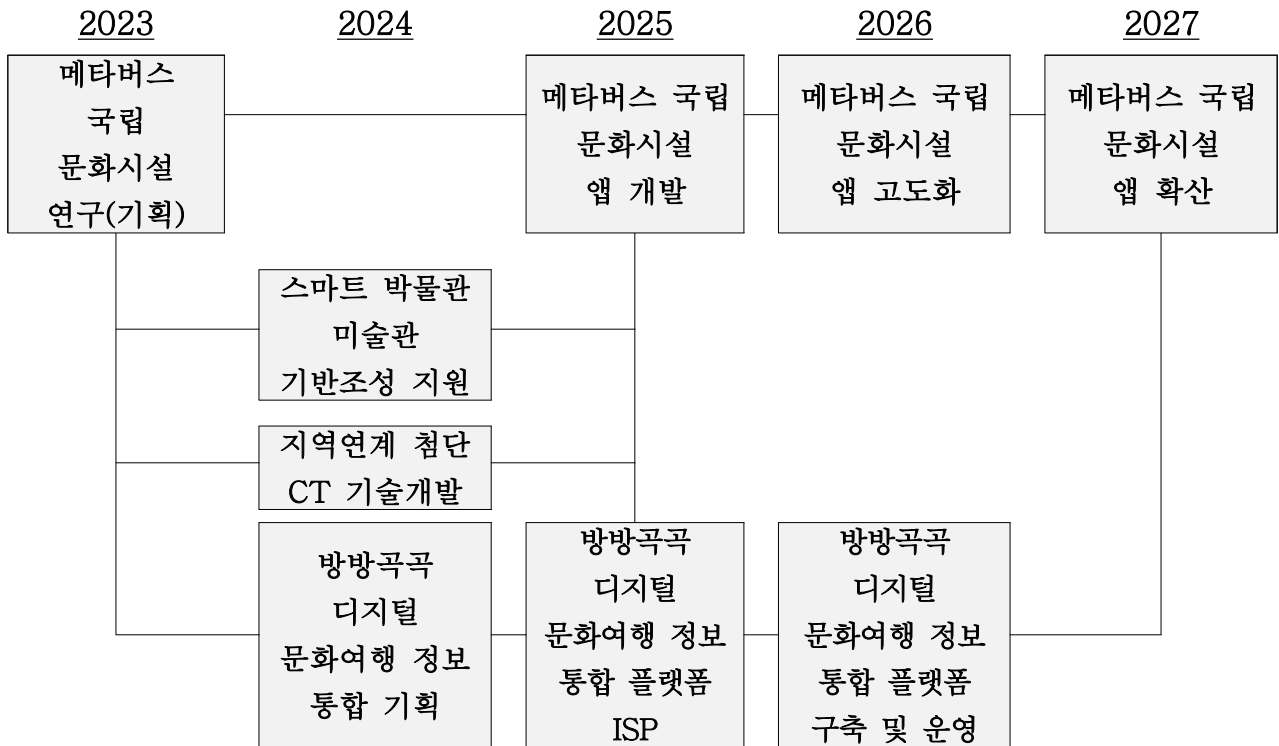 2023
2024
2025
2026
2027
메타버스
국립
문화시설
연구(기획)
메타버스 국립
문화시설
앱 개발
메타버스 국립
문화시설
앱 고도화
메타버스 국립
문화시설
앱 확산
스마트 박물관
미술관
기반조성 지원
지역연계 첨단
CT 기술개발
방방곡곡
디지털
문화여행 정보
통합 기획
방방곡곡
디지털
문화여행 정보
통합 플랫폼
ISP
방방곡곡
디지털
문화여행 정보
통합 플랫폼
구축 및 운영